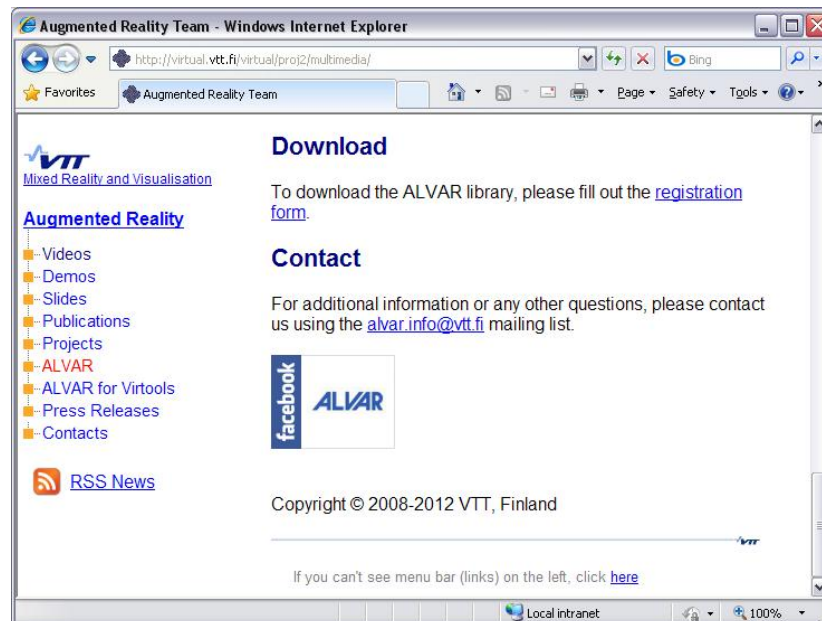 Augmented Reality Team - Windows Internet Explorer
http://virtual.vtt.fi/virtual/proj2/multimedia/
Bing
Favorites
Augmented Reality Team
Page
Safety
Tools
VTT
Mixed Reality and Visualisation
Augmented Reality
Videos
Demos
Slides
Publications
Projects
ALVAR
ALVAR for Virtools
Press Releases
Contacts
RSS News
Download
To download the ALVAR library, please fill out the registration
form.
Contact
For additional information or any other questions, please contact
us using the alvar.info@vtt.fi mailing list.
facebook
ALVAR
Copyright © 2008-2012 VTT, Finland
VTT
If you can't see menu bar (links) on the left, click here
Local intranet
100%